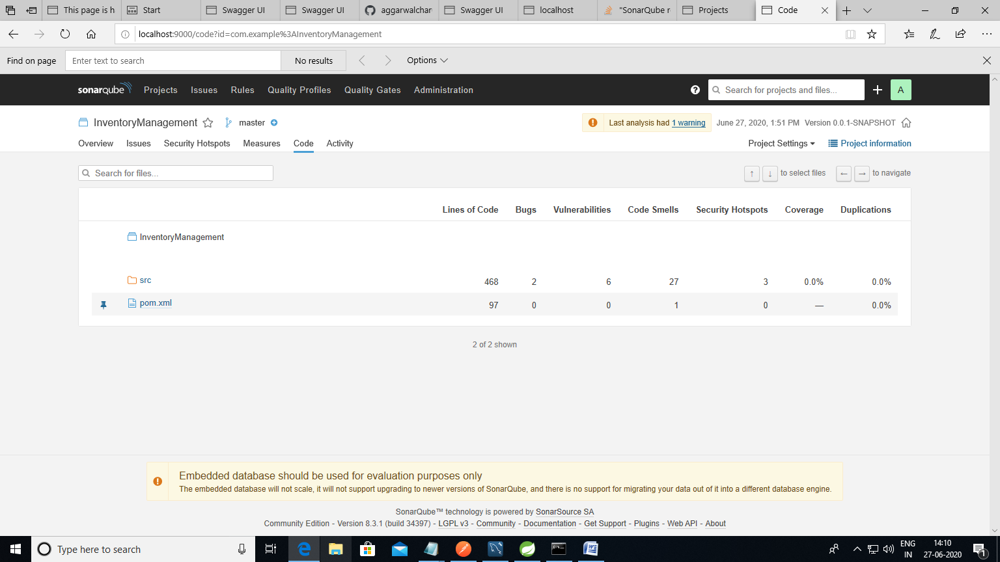 This page is h
Start
Swagger UI
Swagger UI
aggarwalchar
Swagger UI
localhost
"SonarQube r
Projects
Code
localhost:9000/code?id=com.example%3AInventoryManagement
Find on page
Enter text to search
No results
Options
sonarqube Projects Issues Rules Quality Profiles Quality Gates Administration
? Search for projects and files... A
InventoryManagement master
! Last analysis had 1 warning June 27, 2020, 1:51 PM Version 0.0.1-SNAPSHOT
Overview Issues Security Hotspots Measures Code Activity
Project Settings Project information
Search for files...
↑ ↓ to select files ← → to navigate
Lines of Code Bugs Vulnerabilities Code Smells Security Hotspots Coverage Duplications
InventoryManagement
src 468 2 6 27 3 0.0% 0.0%
pom.xml 97 0 0 1 0 — 0.0%
2 of 2 shown
Embedded database should be used for evaluation purposes only
The embedded database will not scale, it will not support upgrading to newer versions of SonarQube, and there is no support for migrating your data out of it into a different database engine.
SonarQube™ technology is powered by SonarSource SA
Community Edition - Version 8.3.1 (build 34397) - LGPL v3 - Community - Documentation - Get Support - Plugins - Web API - About
Type here to search
ENG
IN
14:10
27-06-2020
1